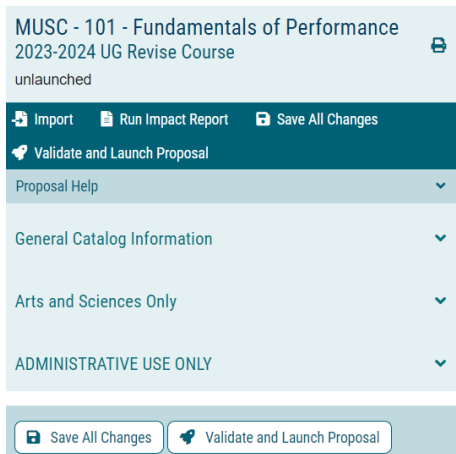 MUSC - 101 - Fundamentals of Performance
2023-2024 UG Revise Course
unlaunched
Import Run Impact Report Save All Changes
Validate and Launch Proposal
Proposal Help
General Catalog Information
Arts and Sciences Only
ADMINISTRATIVE USE ONLY
Save All Changes Validate and Launch Proposal